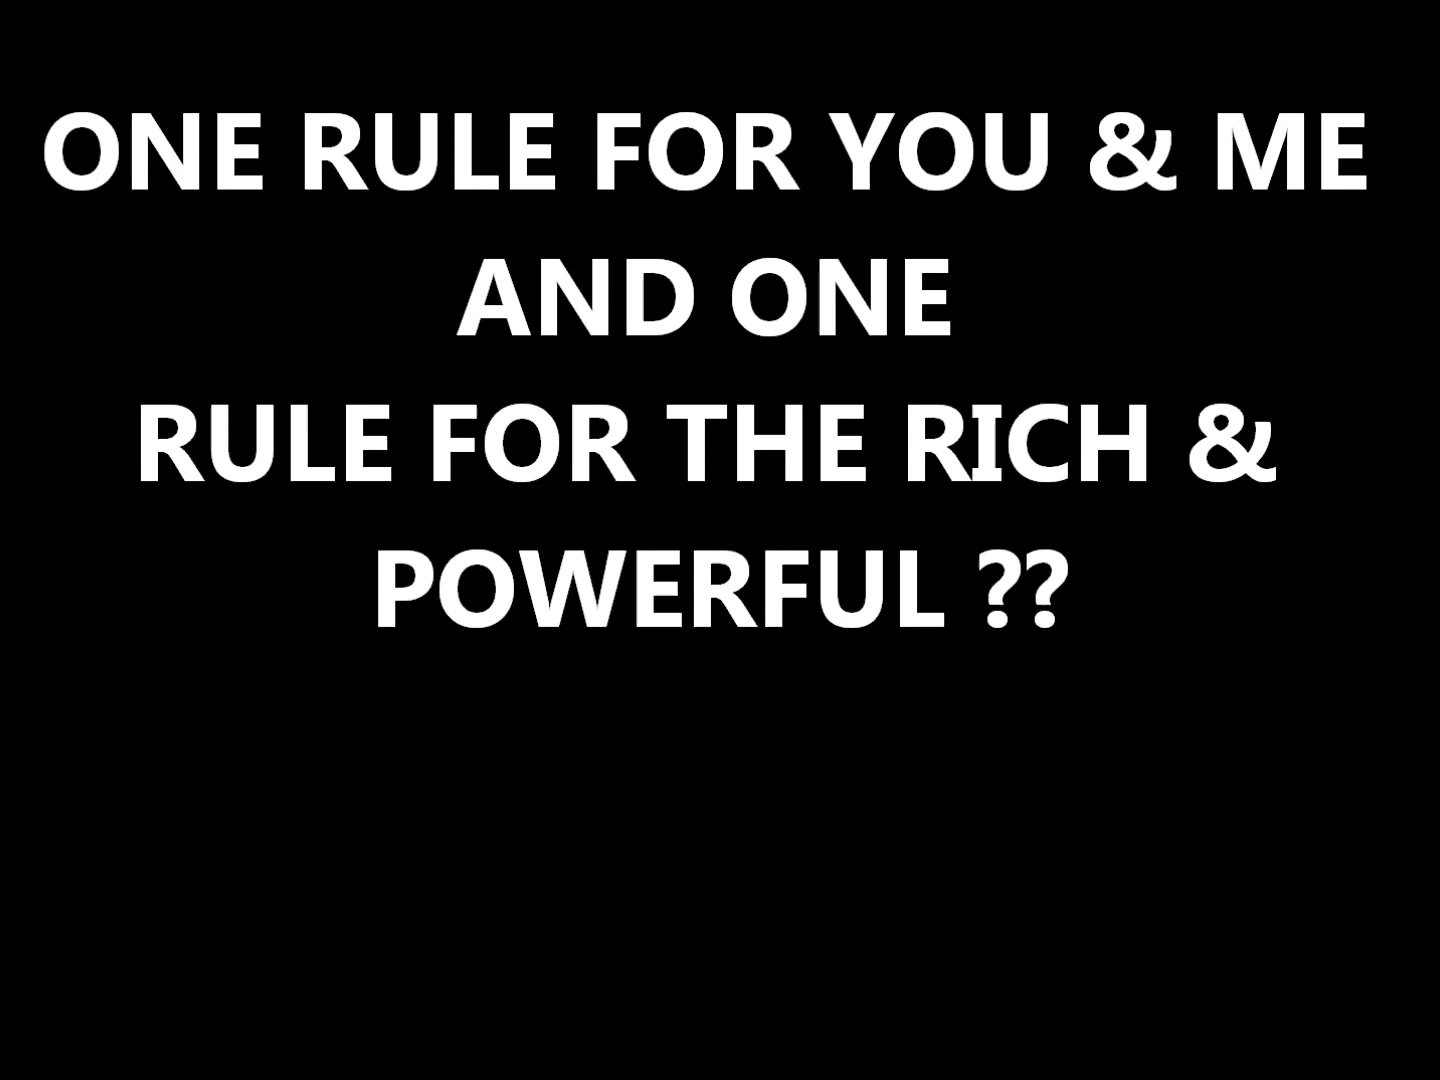 ONE RULE FOR YOU & ME
AND ONE
RULE FOR THE RICH &
POWERFUL ??